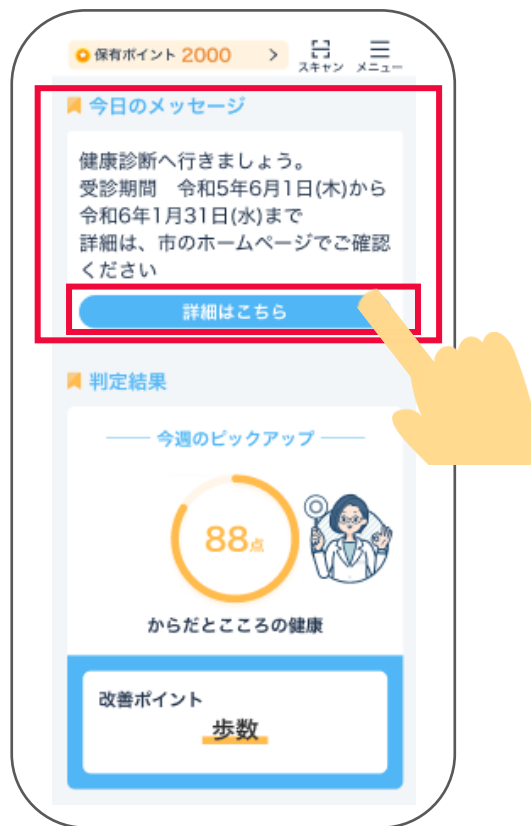 保有ポイント 2000
スキャン メニュー
今日のメッセージ
健康診断へ行きましょう。
受診期間　令和5年6月1日(木)から
令和6年1月31日(水)まで
詳細は、市のホームページでご確認
ください
詳細はこちら
判定結果
今週のピックアップ
88点
からだとこころの健康
改善ポイント
歩数